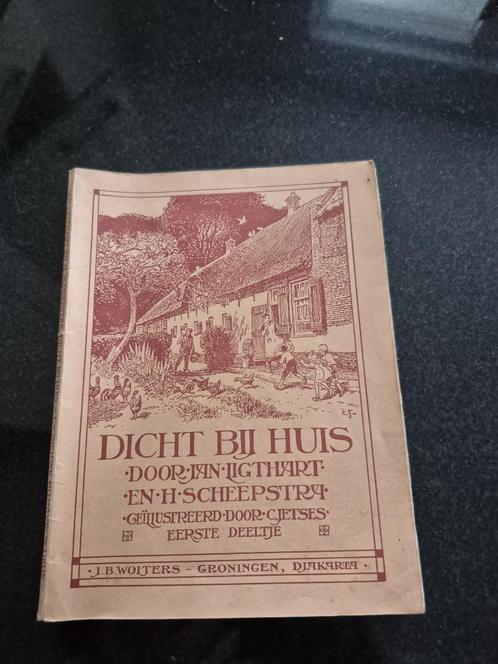 C.J-
DICHT BIJ HUIS
·DOOR·JAN·LIGTHART·
·EN·H·SCHEEPSTRA·
·GEÏLLUSTREERD·DOOR·C.JETSES·
EERSTE DEELTJE
·J.B.WOLTERS – GRONINGEN, DJAKARTA·